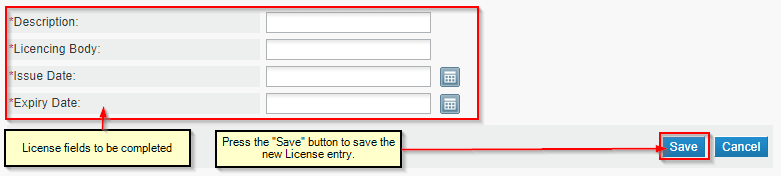 *Description:
*Licencing Body:
*Issue Date:
*Expiry Date:
License fields to be completed
Press the "Save" button to save the
new License entry.
Save Cancel